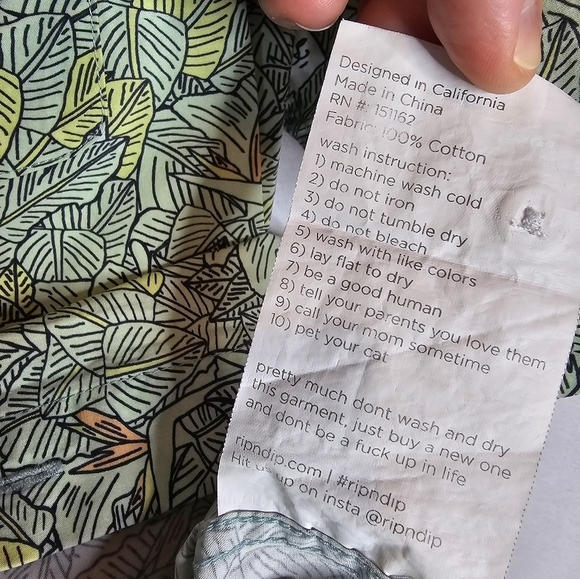 Designed in California
Made in China
RN #: 151162
Fabric: 100% Cotton
wash instruction:
1) machine wash cold
2) do not iron
3) do not tumble dry
4) do not bleach
5) wash with like colors
6) lay flat to dry
7) be a good human
8) tell your parents you love them
9) call your mom sometime
10) pet your cat
pretty much dont wash and dry
this garment, just buy a new one
and dont be a fuck up in life
ripndip.com | #ripndip
Hit us up on insta @ripndip